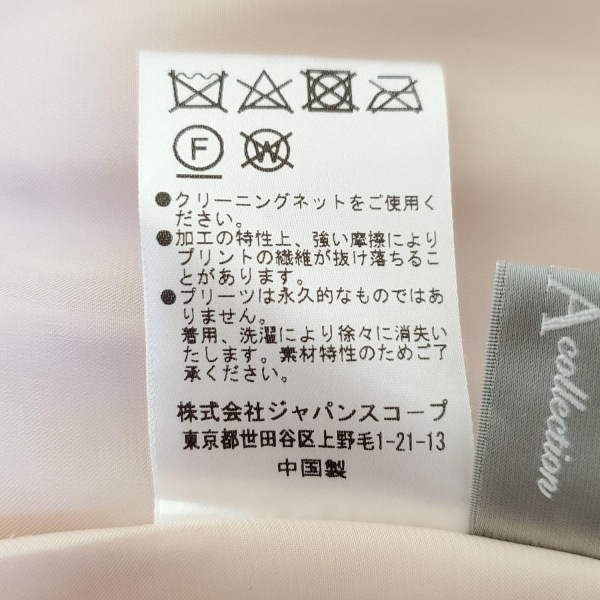 F
W
●クリーニングネットをご使用く
ださい。
●加工の特性上、強い摩擦により
プリントの繊維が抜け落ちるこ
とがあります。
●プリーツは永久的なものではあ
りません。
着用、洗濯により徐々に消失い
たします。素材特性のためご了
承ください。
株式会社ジャパンスコープ
東京都世田谷区上野毛1-21-13
中国製
A collection